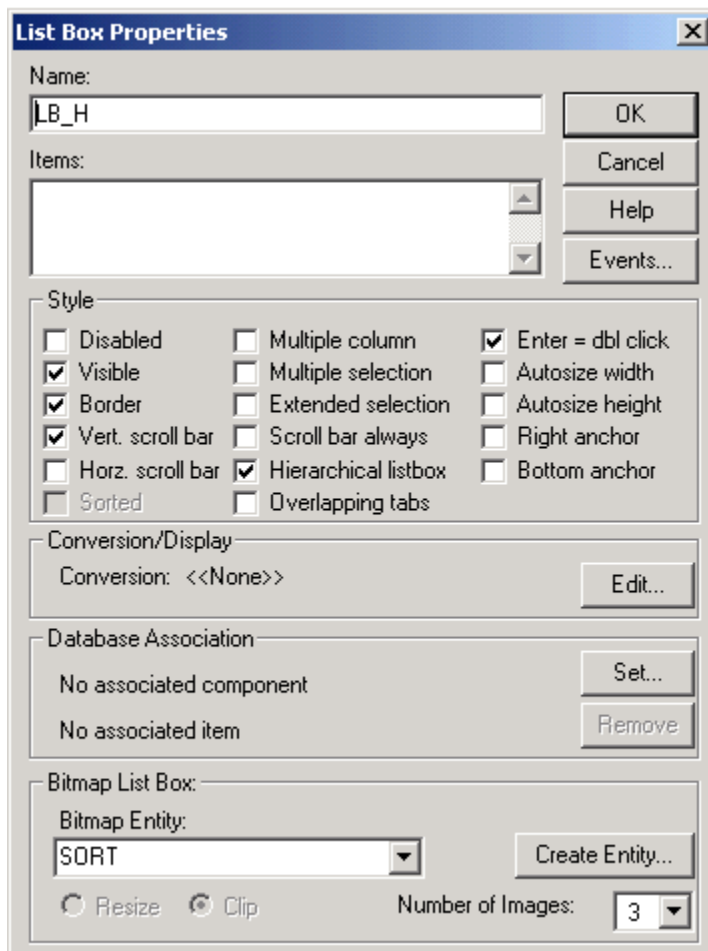 List Box Properties
Name:
LB_H
OK
Items:
Cancel
Help
Events...
Style
Disabled Multiple column Enter = dbl click
Visible Multiple selection Autosize width
Border Extended selection Autosize height
Vert. scroll bar Scroll bar always Right anchor
Horz. scroll bar Hierarchical listbox Bottom anchor
Sorted Overlapping tabs
Conversion/Display
Conversion: <<None>>
Edit...
Database Association
Set...
No associated component
No associated item
Remove
Bitmap List Box:
Bitmap Entity:
SORT
Create Entity...
Resize Clip Number of Images: 3